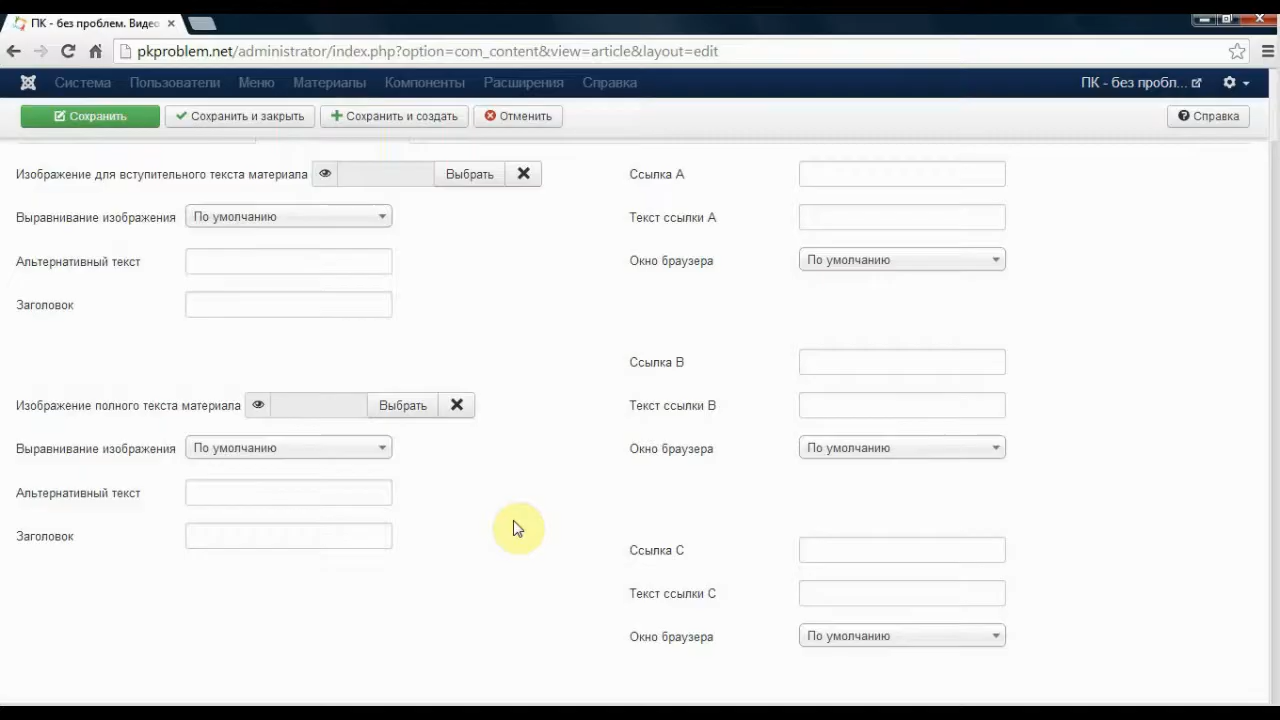 ПК - без проблем. Видео
pkproblem.net/administrator/index.php?option=com_content&view=article&layout=edit
Система Пользователи Меню Материалы Компоненты Расширения Справка ПК - без пробл...
Сохранить Сохранить и закрыть Сохранить и создать Отменить Справка
Изображение для вступительного текста материала Выбрать
Выравнивание изображения По умолчанию
Альтернативный текст
Заголовок
Изображение полного текста материала Выбрать
Выравнивание изображения По умолчанию
Альтернативный текст
Заголовок
Ссылка A
Текст ссылки A
Окно браузера По умолчанию
Ссылка B
Текст ссылки B
Окно браузера По умолчанию
Ссылка C
Текст ссылки C
Окно браузера По умолчанию